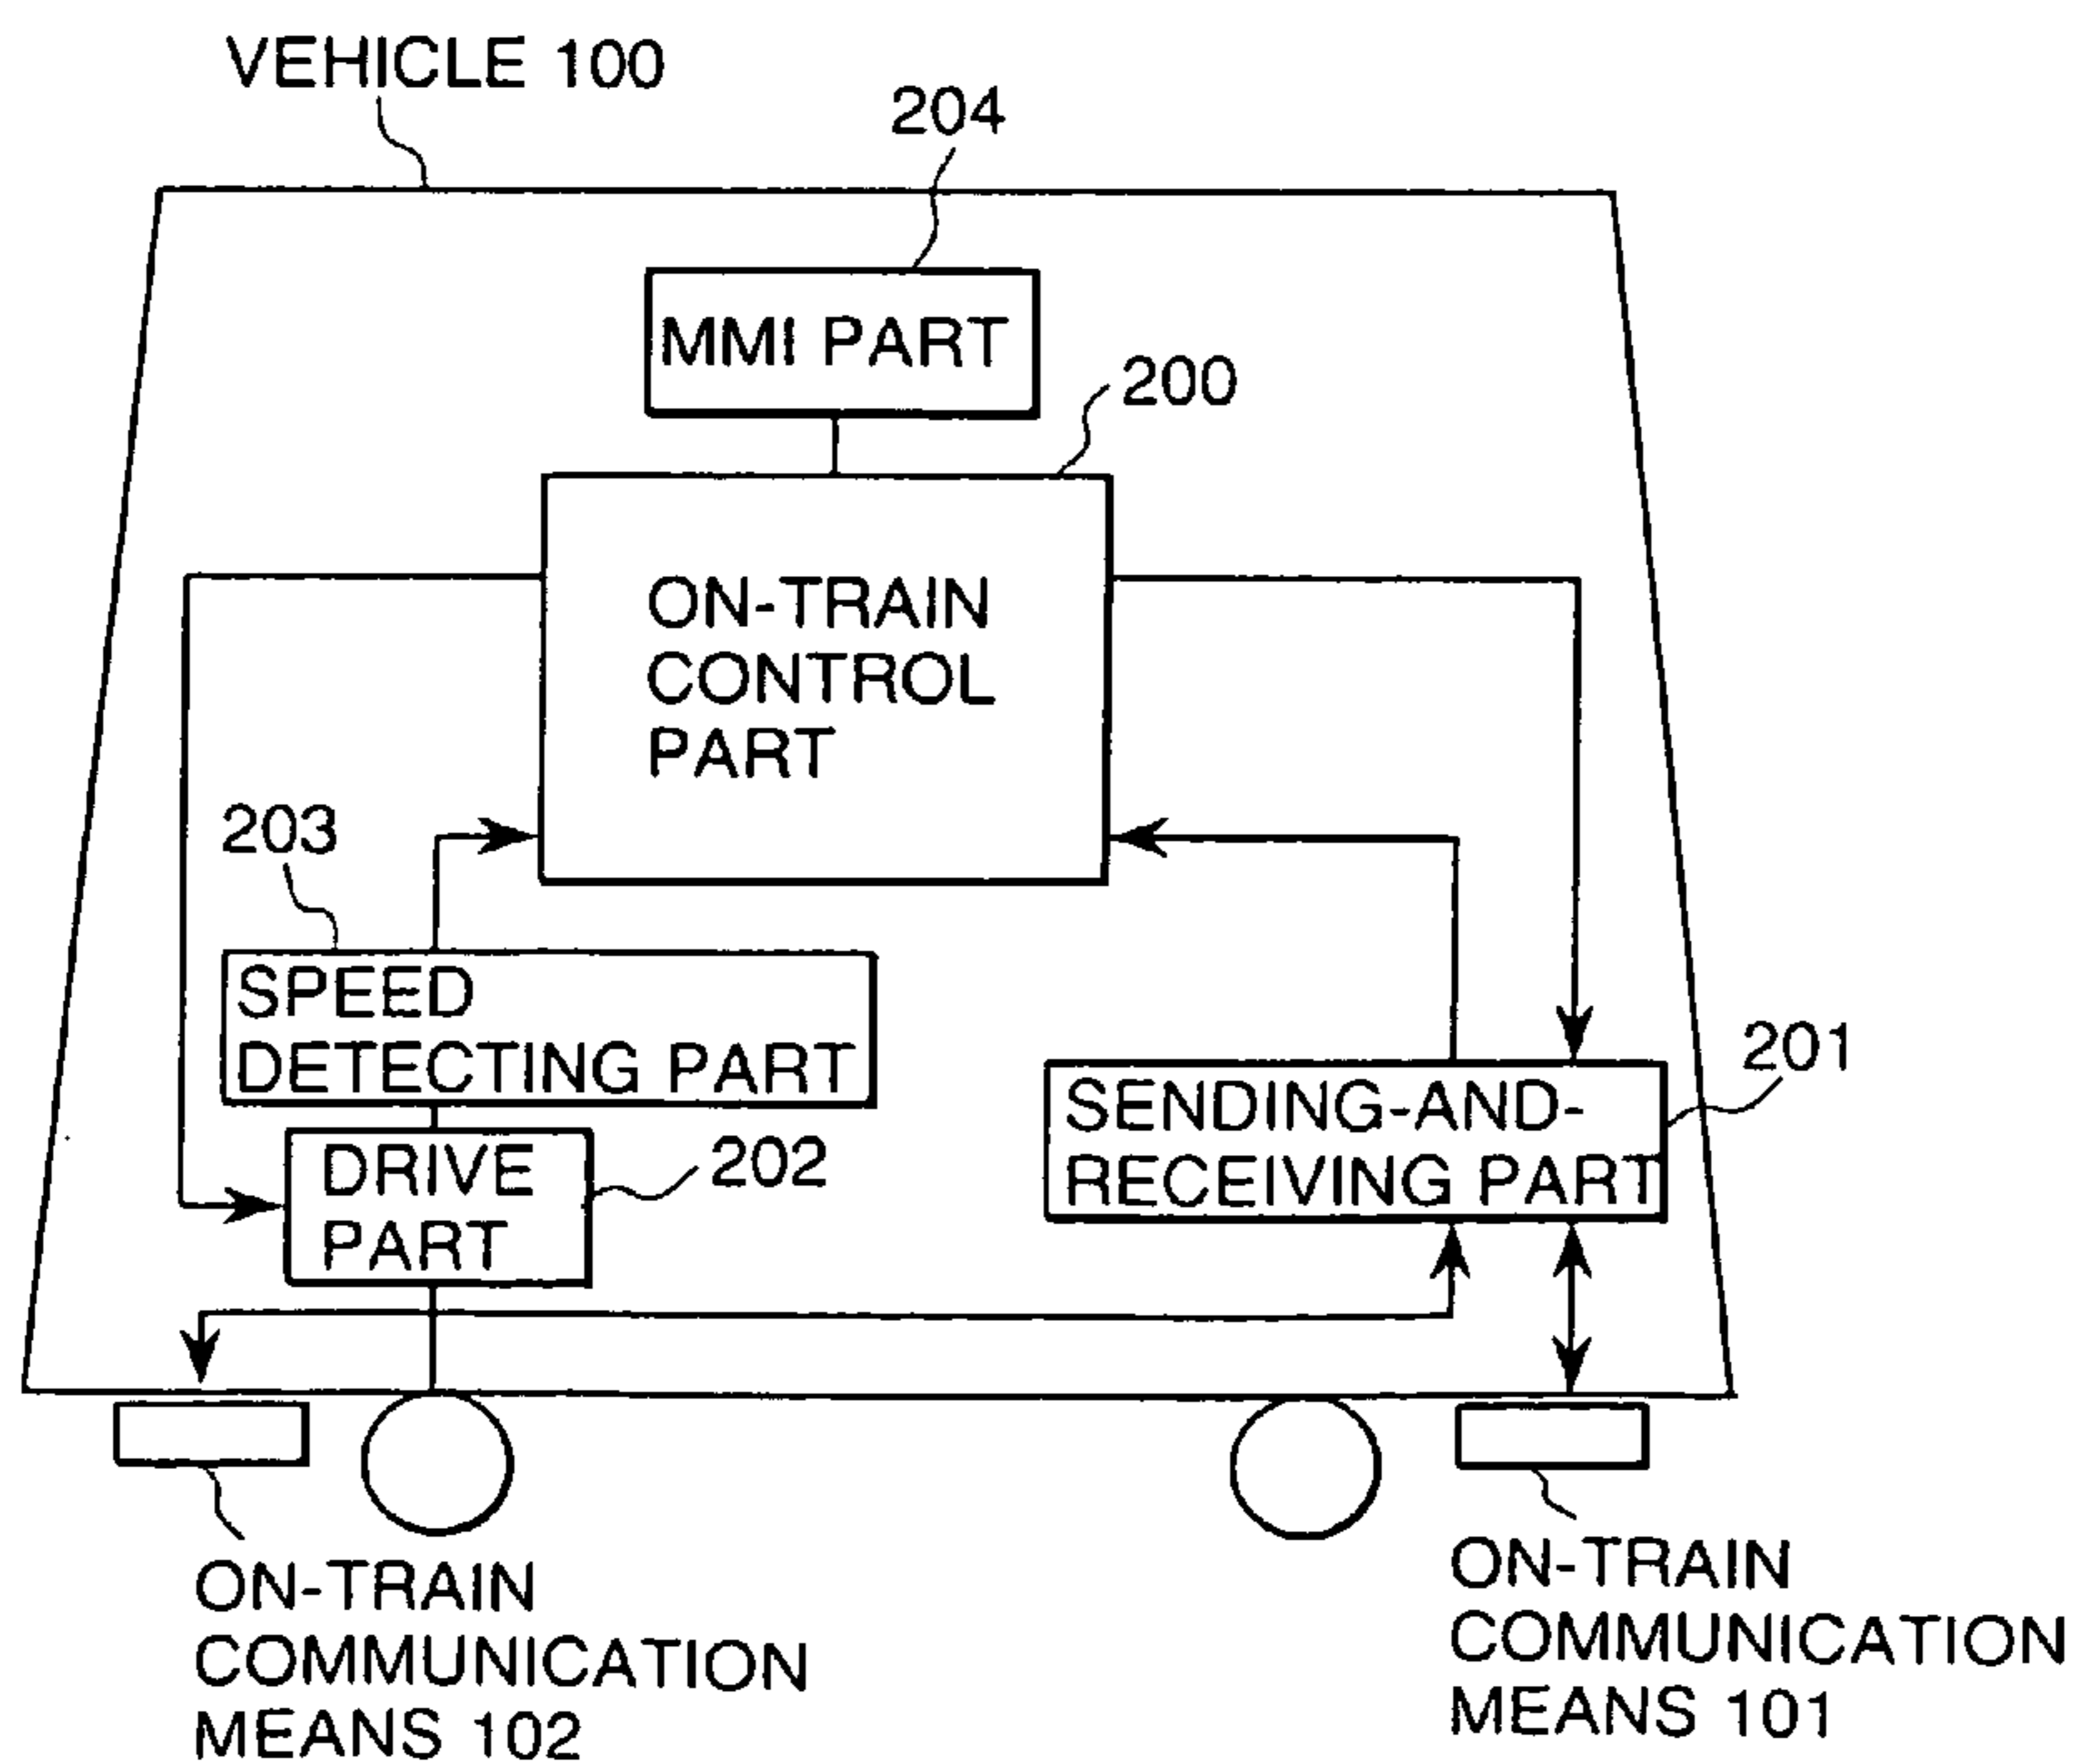 VEHICLE 100
204
MMI PART
200
ON-TRAIN
CONTROL
PART
203
SPEED
DETECTING PART
201
SENDING-AND-
RECEIVING PART
202
DRIVE
PART
ON-TRAIN
COMMUNICATION
MEANS 102
ON-TRAIN
COMMUNICATION
MEANS 101